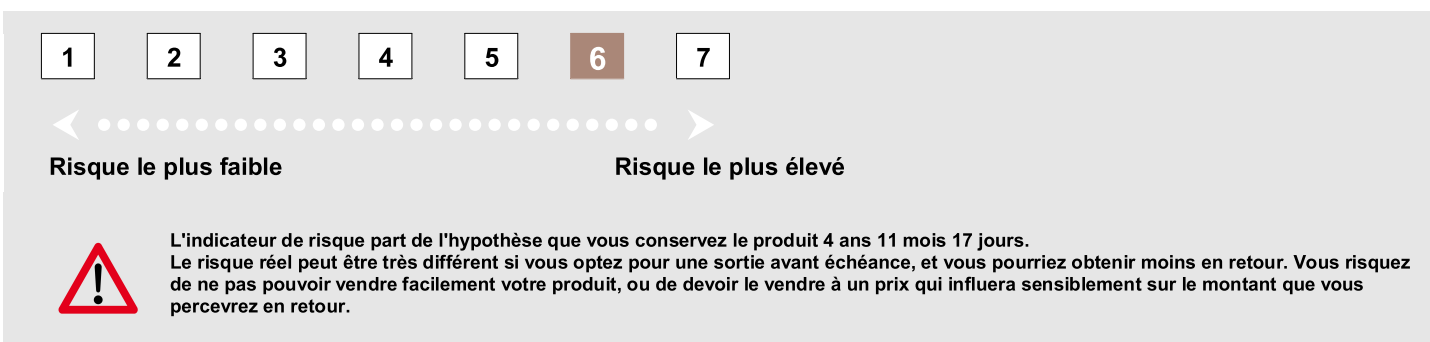 1 2 3 4 5 6 7
Risque le plus faible Risque le plus élevé
L'indicateur de risque part de l'hypothèse que vous conservez le produit 4 ans 11 mois 17 jours.
Le risque réel peut être très différent si vous optez pour une sortie avant échéance, et vous pourriez obtenir moins en retour. Vous risquez
de ne pas pouvoir vendre facilement votre produit, ou de devoir le vendre à un prix qui influera sensiblement sur le montant que vous
percevrez en retour.